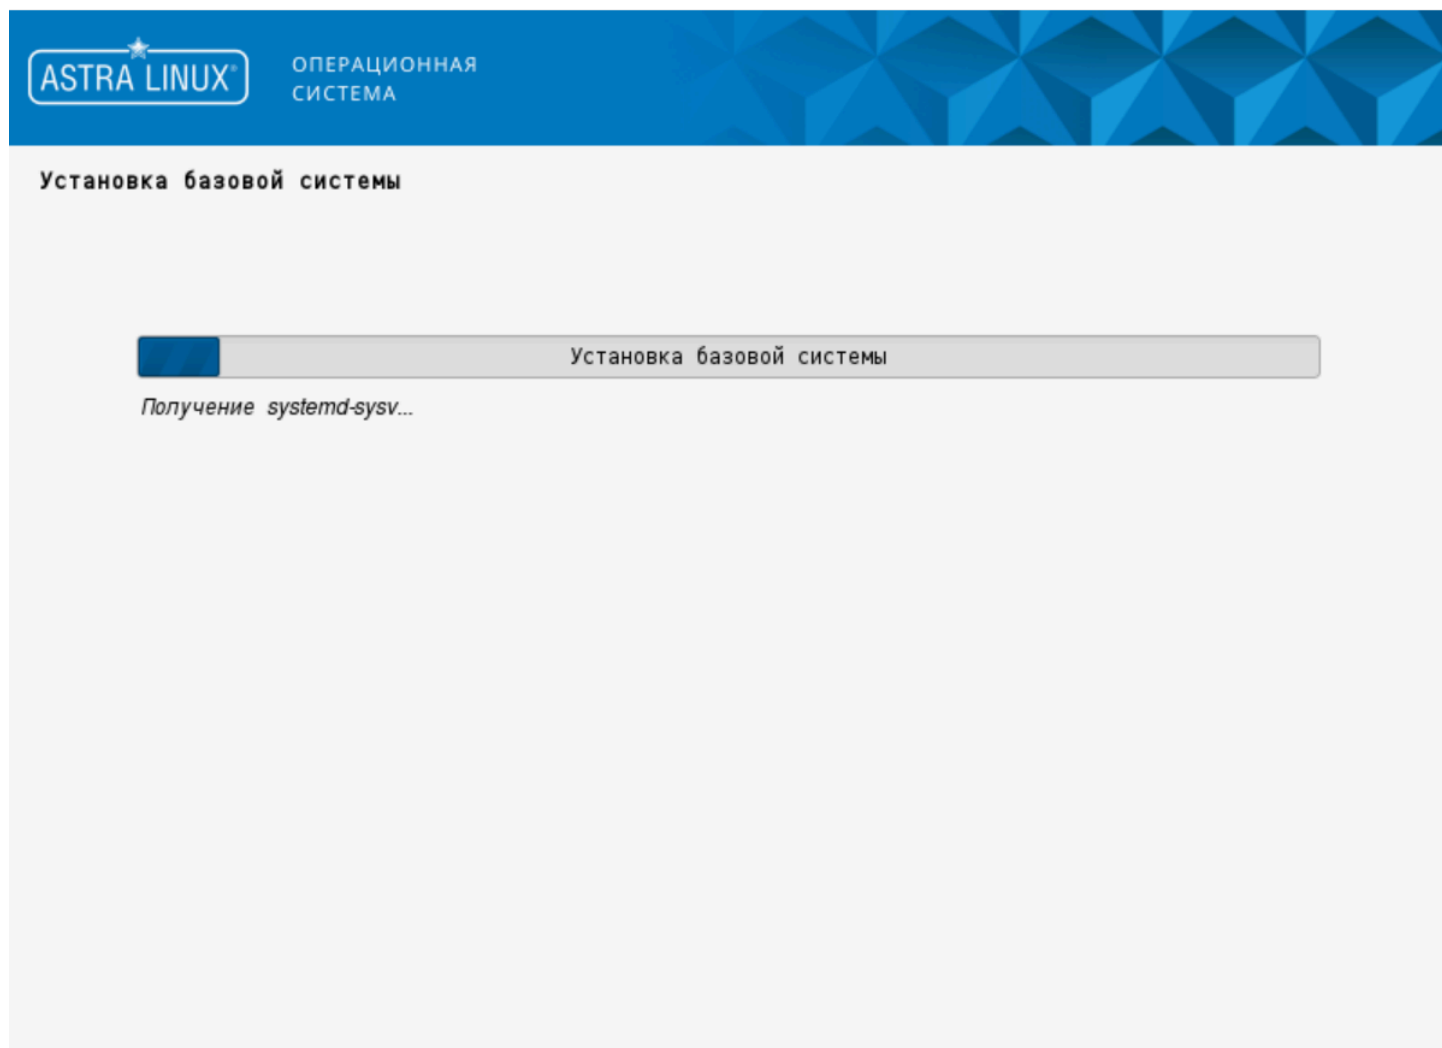 ASTRA LINUX®
ОПЕРАЦИОННАЯ
СИСТЕМА
Установка базовой системы
Установка базовой системы
Получение systemd-sysv...